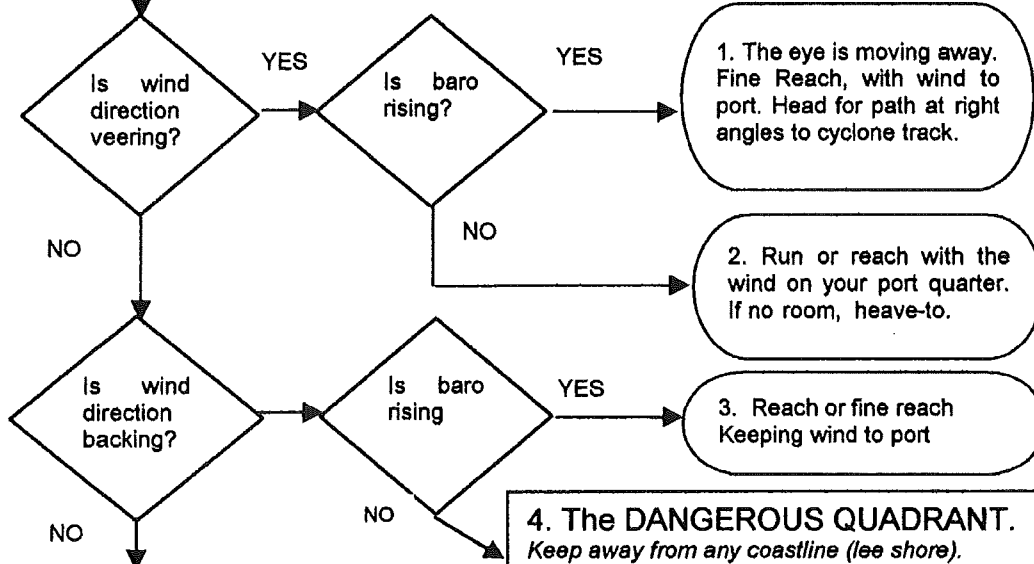 Is wind
direction
veering?
YES
Is baro
rising?
YES
1. The eye is moving away.
Fine Reach, with wind to
port. Head for path at right
angles to cyclone track.
NO
NO
2. Run or reach with the
wind on your port quarter.
If no room, heave-to.
Is wind
direction
backing?
Is baro
rising
YES
3. Reach or fine reach
Keeping wind to port
NO
NO
4. The DANGEROUS QUADRANT.
Keep away from any coastline (lee shore).